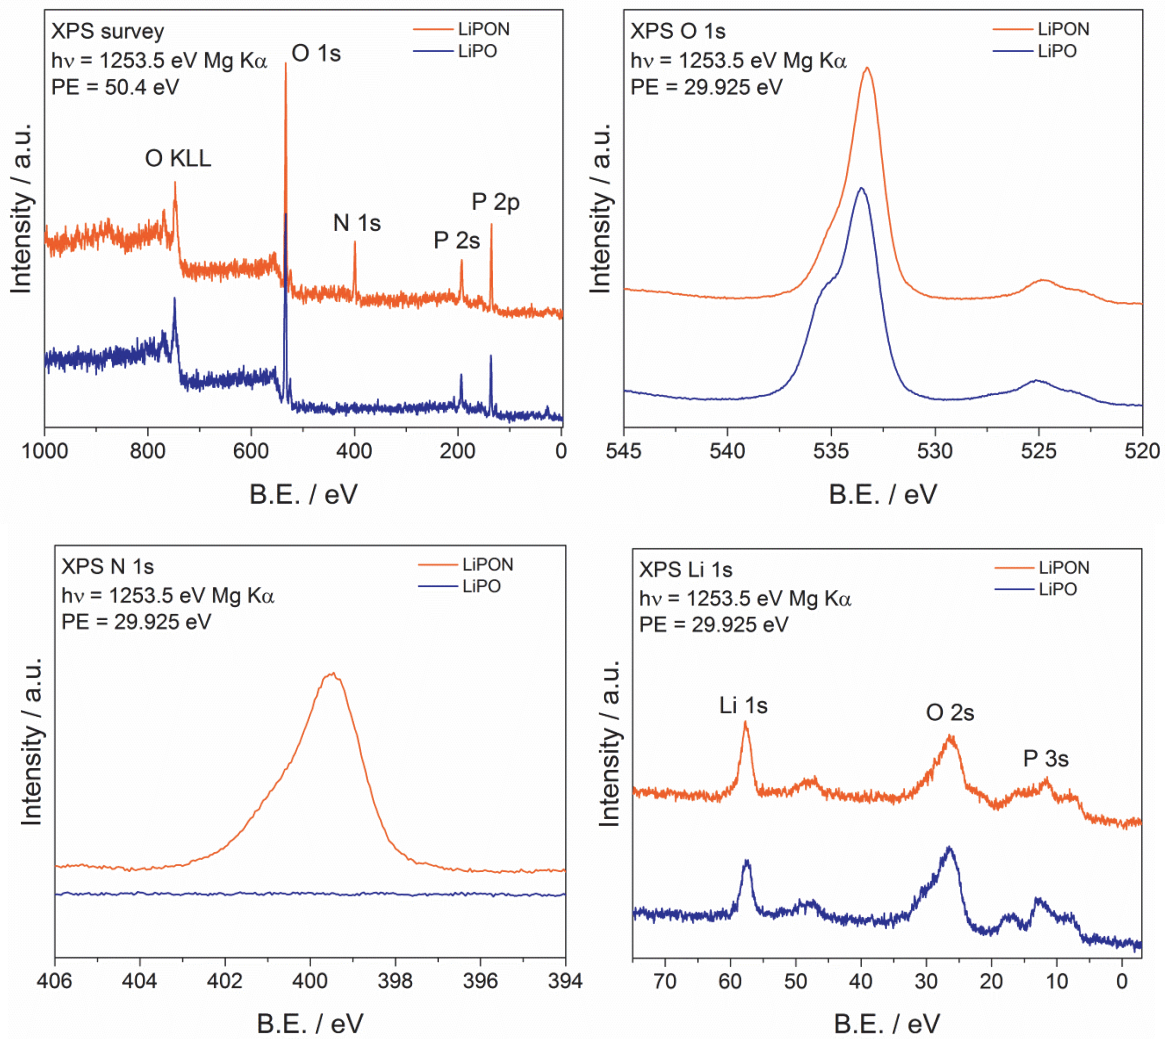 XPS survey
hν = 1253.5 eV Mg Kα
PE = 50.4 eV
LiPON
LiPO
O 1s
O KLL
N 1s
P 2s
P 2p
Intensity / a.u.
1000 800 600 400 200 0
B.E. / eV
XPS O 1s
hν = 1253.5 eV Mg Kα
PE = 29.925 eV
LiPON
LiPO
Intensity / a.u.
545 540 535 530 525 520
B.E. / eV
XPS N 1s
hν = 1253.5 eV Mg Kα
PE = 29.925 eV
LiPON
LiPO
Intensity / a.u.
406 404 402 400 398 396 394
B.E. / eV
XPS Li 1s
hν = 1253.5 eV Mg Kα
PE = 29.925 eV
LiPON
LiPO
Li 1s
O 2s
P 3s
Intensity / a.u.
70 60 50 40 30 20 10 0
B.E. / eV